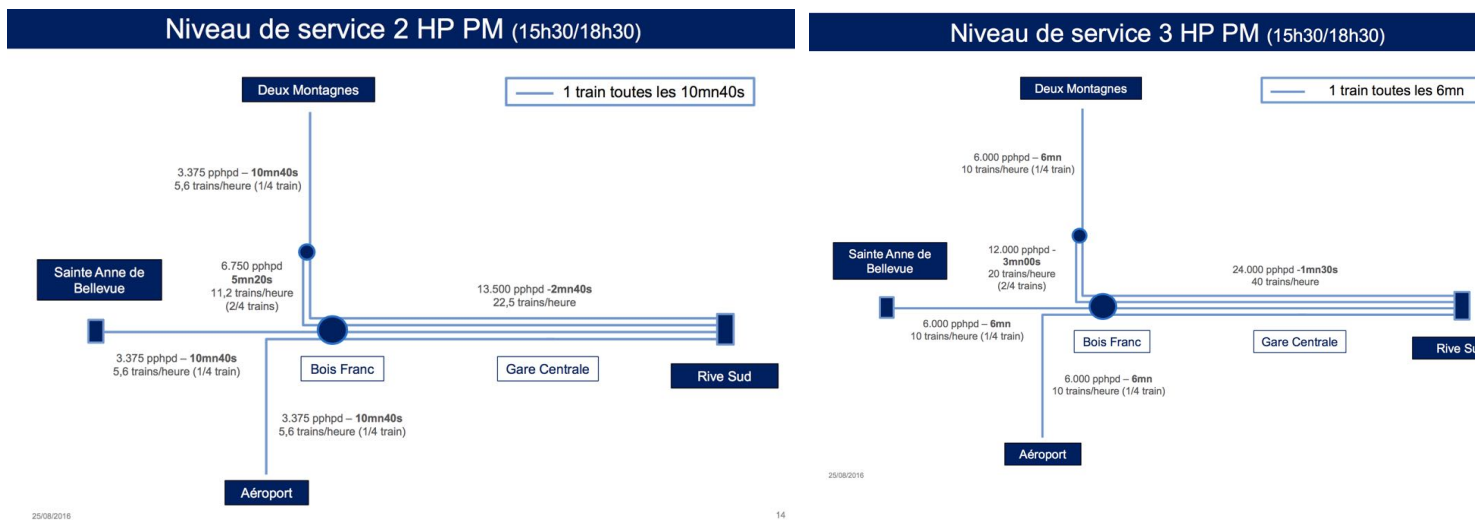 Niveau de service 2 HP PM (15h30/18h30)
Deux Montagnes
1 train toutes les 10mn40s
3.375 pphpd – 10mn40s
5,6 trains/heure (1/4 train)
Sainte Anne de
Bellevue
6.750 pphpd
5mn20s
11,2 trains/heure
(2/4 trains)
13.500 pphpd -2mn40s
22,5 trains/heure
3.375 pphpd – 10mn40s
5,6 trains/heure (1/4 train)
Bois Franc
Gare Centrale
Rive Sud
3.375 pphpd – 10mn40s
5,6 trains/heure (1/4 train)
Aéroport
25/08/2016
14
Niveau de service 3 HP PM (15h30/18h30)
Deux Montagnes
1 train toutes les 6mn
6.000 pphpd – 6mn
10 trains/heure (1/4 train)
Sainte Anne de
Bellevue
12.000 pphpd -
3mn00s
20 trains/heure
(2/4 trains)
24.000 pphpd -1mn30s
40 trains/heure
6.000 pphpd – 6mn
10 trains/heure (1/4 train)
Bois Franc
Gare Centrale
Rive Su
6.000 pphpd – 6mn
10 trains/heure (1/4 train)
Aéroport
25/08/2016